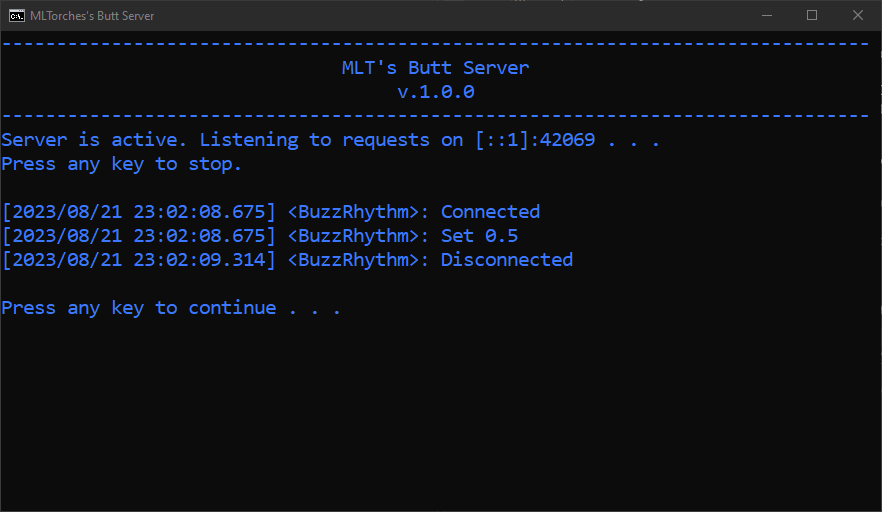 MLTorches's Butt Server
-------------------------------------------------------------------------------
MLT's Butt Server
v.1.0.0
-------------------------------------------------------------------------------
Server is active. Listening to requests on [::1]:42069 . . .
Press any key to stop.
[2023/08/21 23:02:08.675] <BuzzRhythm>: Connected
[2023/08/21 23:02:08.675] <BuzzRhythm>: Set 0.5
[2023/08/21 23:02:09.314] <BuzzRhythm>: Disconnected
Press any key to continue . . .